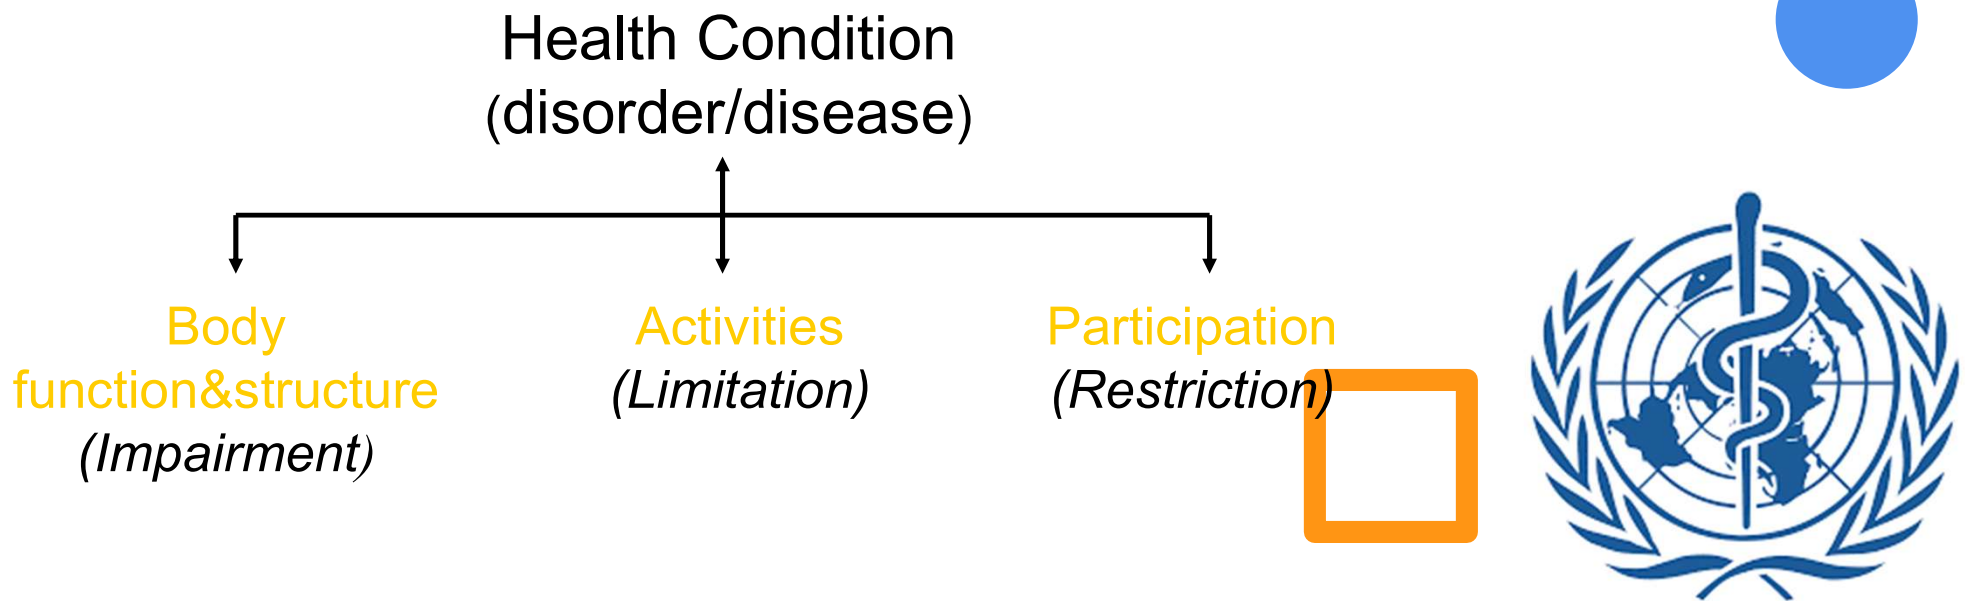 Health Condition
(disorder/disease)
Body
function&structure
(Impairment)
Activities
(Limitation)
Participation
(Restriction)